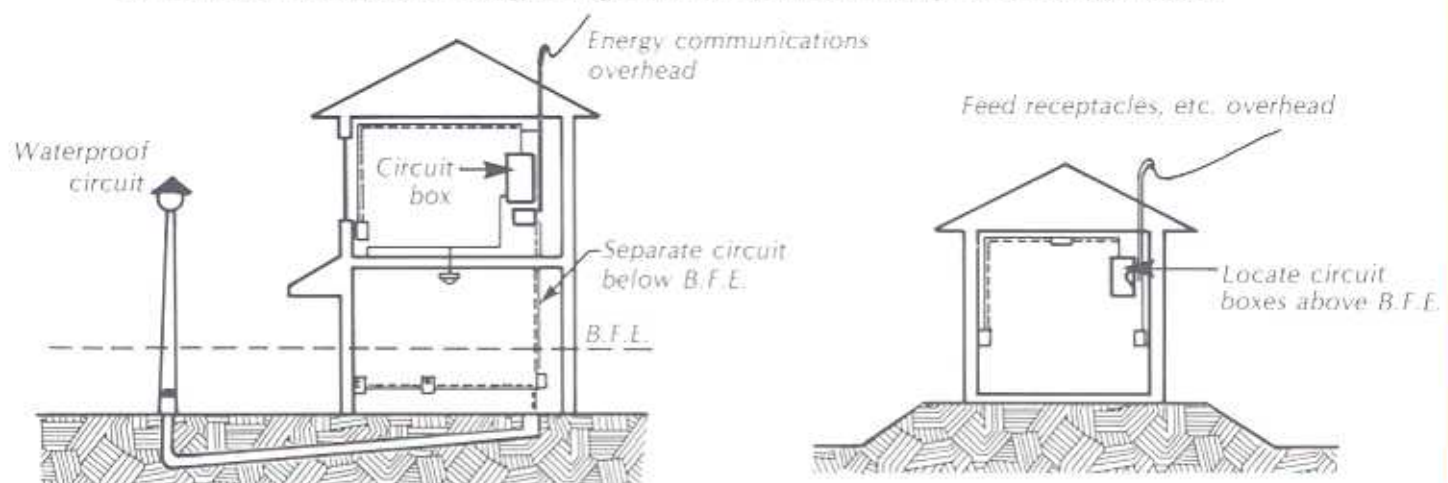 Energy communications
overhead
Waterproof
circuit
Circuit
box
Separate circuit
below B.F.E.
B.F.E.
Feed receptacles, etc. overhead
Locate circuit
boxes above B.F.E.